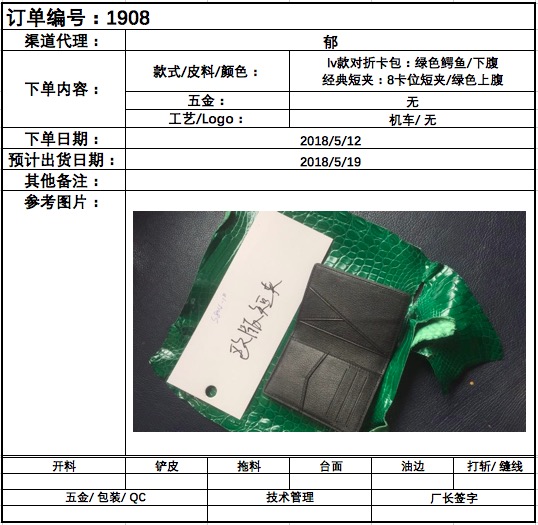 订单编号：1908
渠道代理：
郁
下单内容：
款式/皮料/颜色：
lv款对折卡包：绿色鳄鱼/下腹
经典短夹：8卡位短夹/绿色上腹
五金：
无
工艺/Logo：
机车/ 无
下单日期：
2018/5/12
预计出货日期：
2018/5/19
其他备注：
参考图片：
欧版短夹
开料
铲皮
拖料
台面
油边
打斩/ 缝线
五金/ 包装/ QC
技术管理
厂长签字